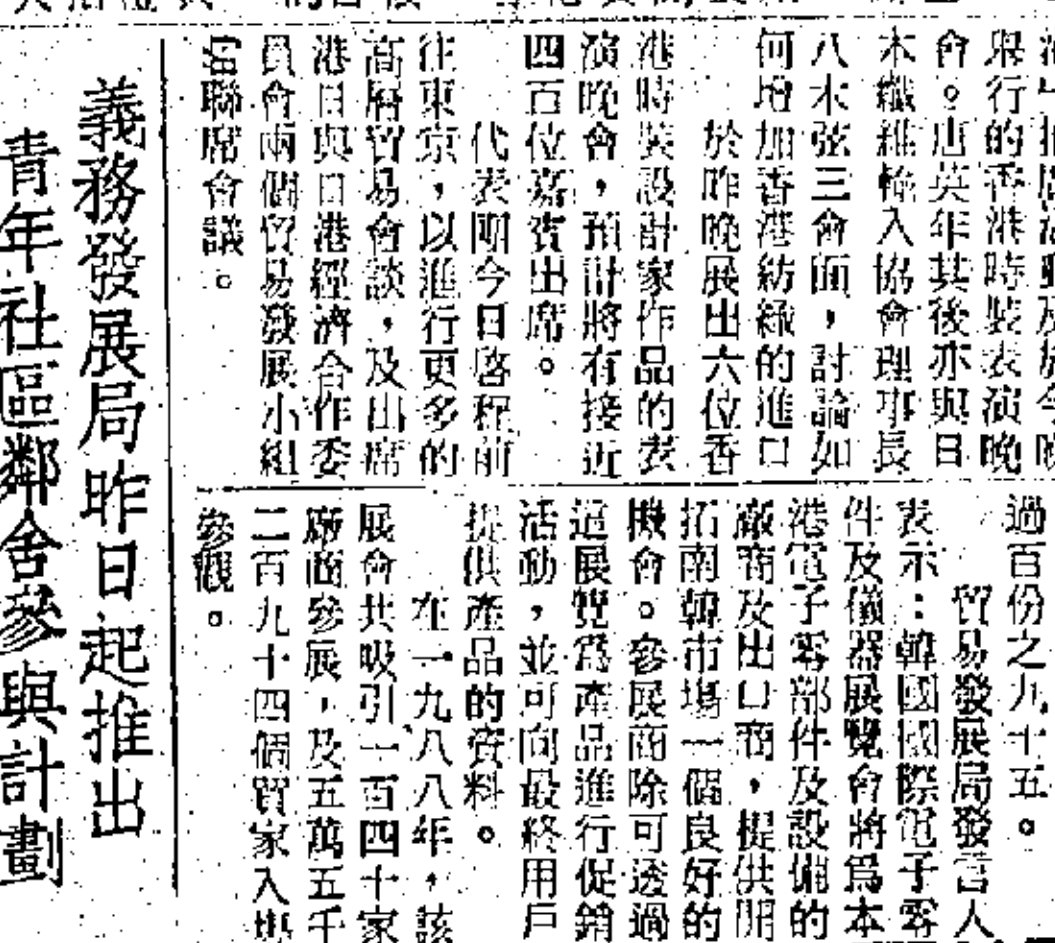 舉行的香港時裝表演晚
會。唐英年其後亦與日
木纖維輸入協會理事長
八木弦三會面，討論如
何增加香港紡織的進口
於昨晚展出六位香
港時裝設計家作品的表
演晚會，預計將有接近
四百位嘉賓出席。
代表團今日啓程前
往東京，以進行更多的
高層貿易會談，及出席
港日與日港經濟合作委
員會兩個貿易發展小組
聯席會議。
過百份之九十五。
貿易發展局發言人
表示：韓國國際電子零
件及儀器展覽會將爲本
港電子零部件及設備的
廠商及出口商，提供開
拓南韓市場一個良好的
機會。參展商除可透過
這展覽爲產品進行促銷
活動，並可向最終用戶
提供產品的資料。
在一九八八年，該
展會共吸引一百四十家
廠商參展，及五萬五千
二百九十四個買家入場
參觀。
義務發展局昨日起推出
青年社區鄰舍參與計劃